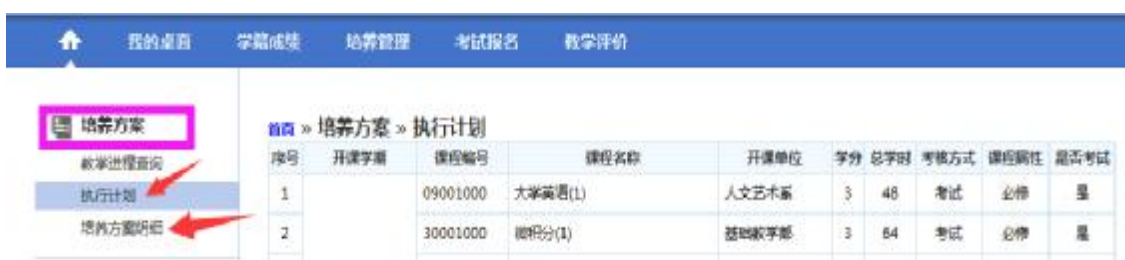 我的桌面 学籍成绩 培养管理 考试报名 教学评价
培养方案
教学进程查询
执行计划
培养方案明细
首页 » 培养方案 » 执行计划
序号 开课学期 课程编号 课程名称 开课单位 学分 总学时 考核方式 课程属性 是否考试
1 09001000 大学英语(1) 人文艺术系 3 48 考试 必修 是
2 30001000 微积分(1) 基础教学部 3 64 考试 必修 是